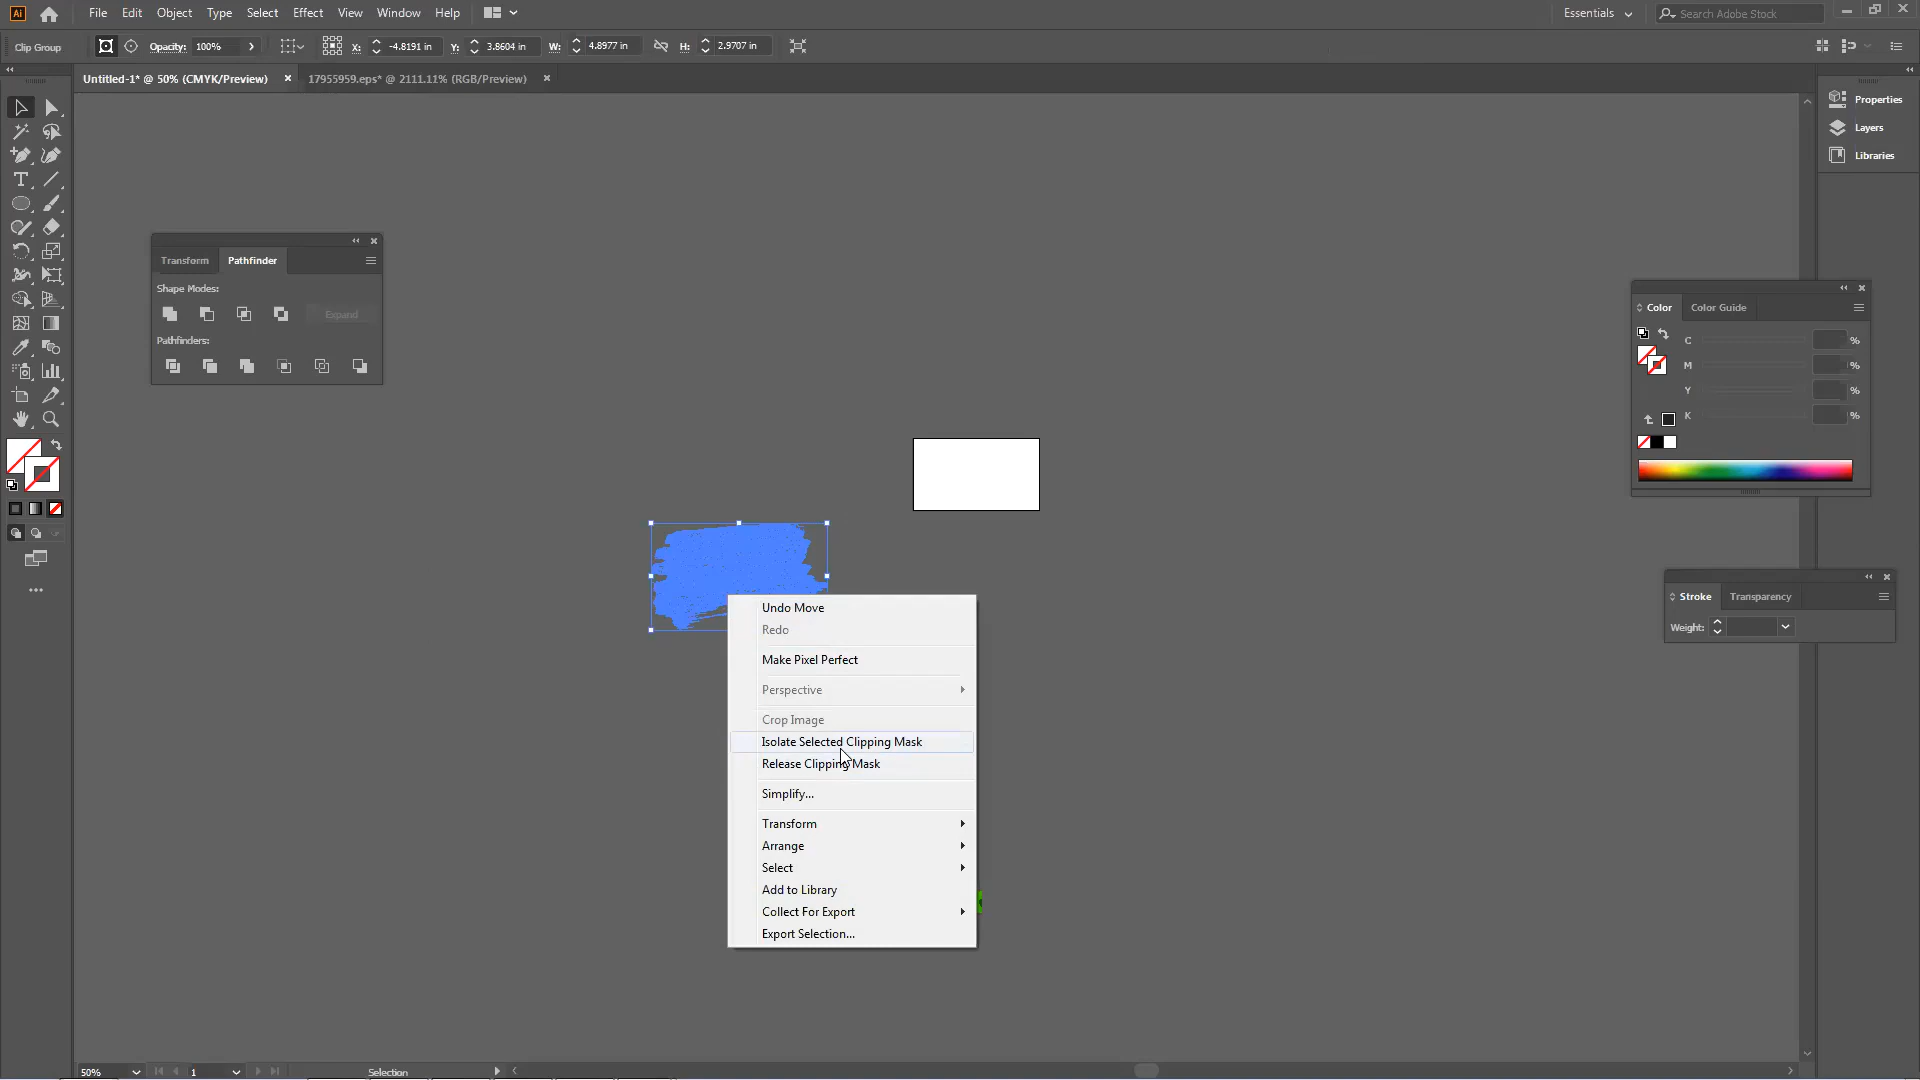 Ai File Edit Object Type Select Effect View Window Help Essentials Search Adobe Stock
Clip Group Opacity: 100% X: -4.8191 in Y: 3.8604 in W: 4.8977 in H: 2.9707 in
Untitled-1* @ 50% (CMYK/Preview) 17955959.eps* @ 2111.11% (RGB/Preview)
Properties
Layers
Libraries
Transform Pathfinder
Shape Modes:
Expand
Pathfinders:
Color Color Guide
C %
M %
Y %
K %
Stroke Transparency
Weight:
Undo Move
Redo
Make Pixel Perfect
Perspective
Crop Image
Isolate Selected Clipping Mask
Release Clipping Mask
Simplify...
Transform
Arrange
Select
Add to Library
Collect For Export
Export Selection...
50% 1 Selection